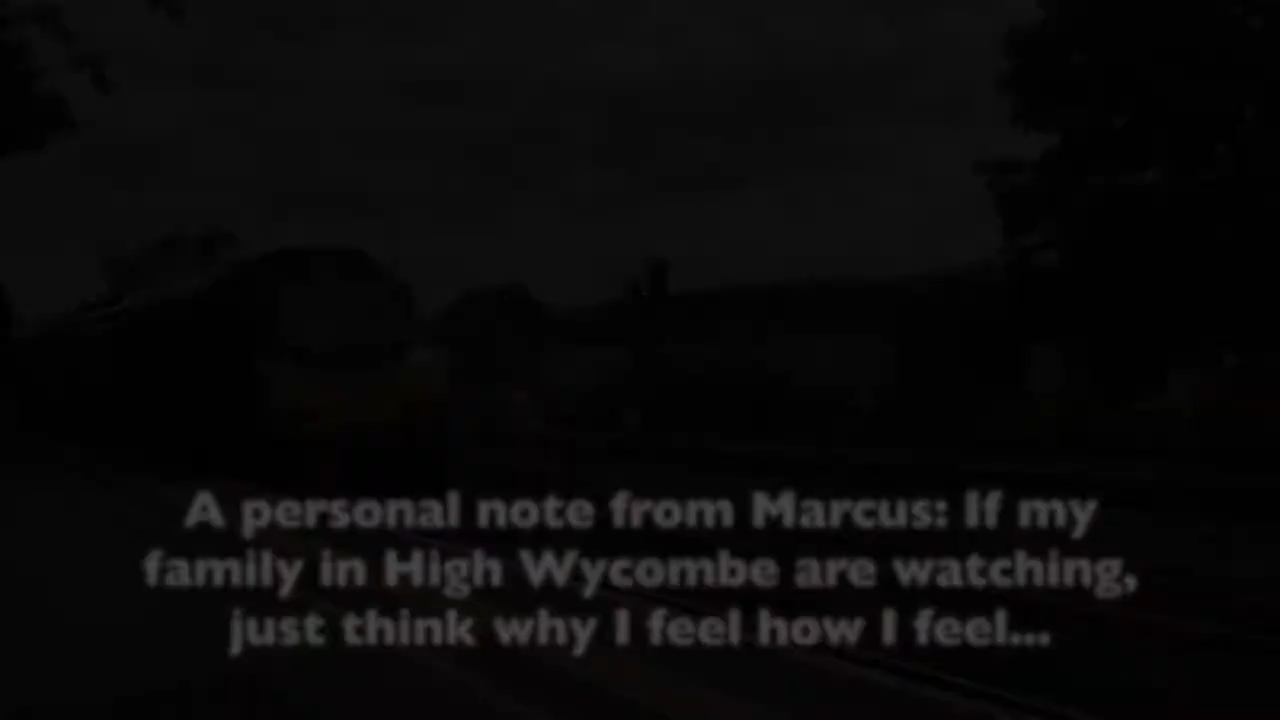 A personal note from Marcus: If my
family in High Wycombe are watching,
just think why I feel how I feel...